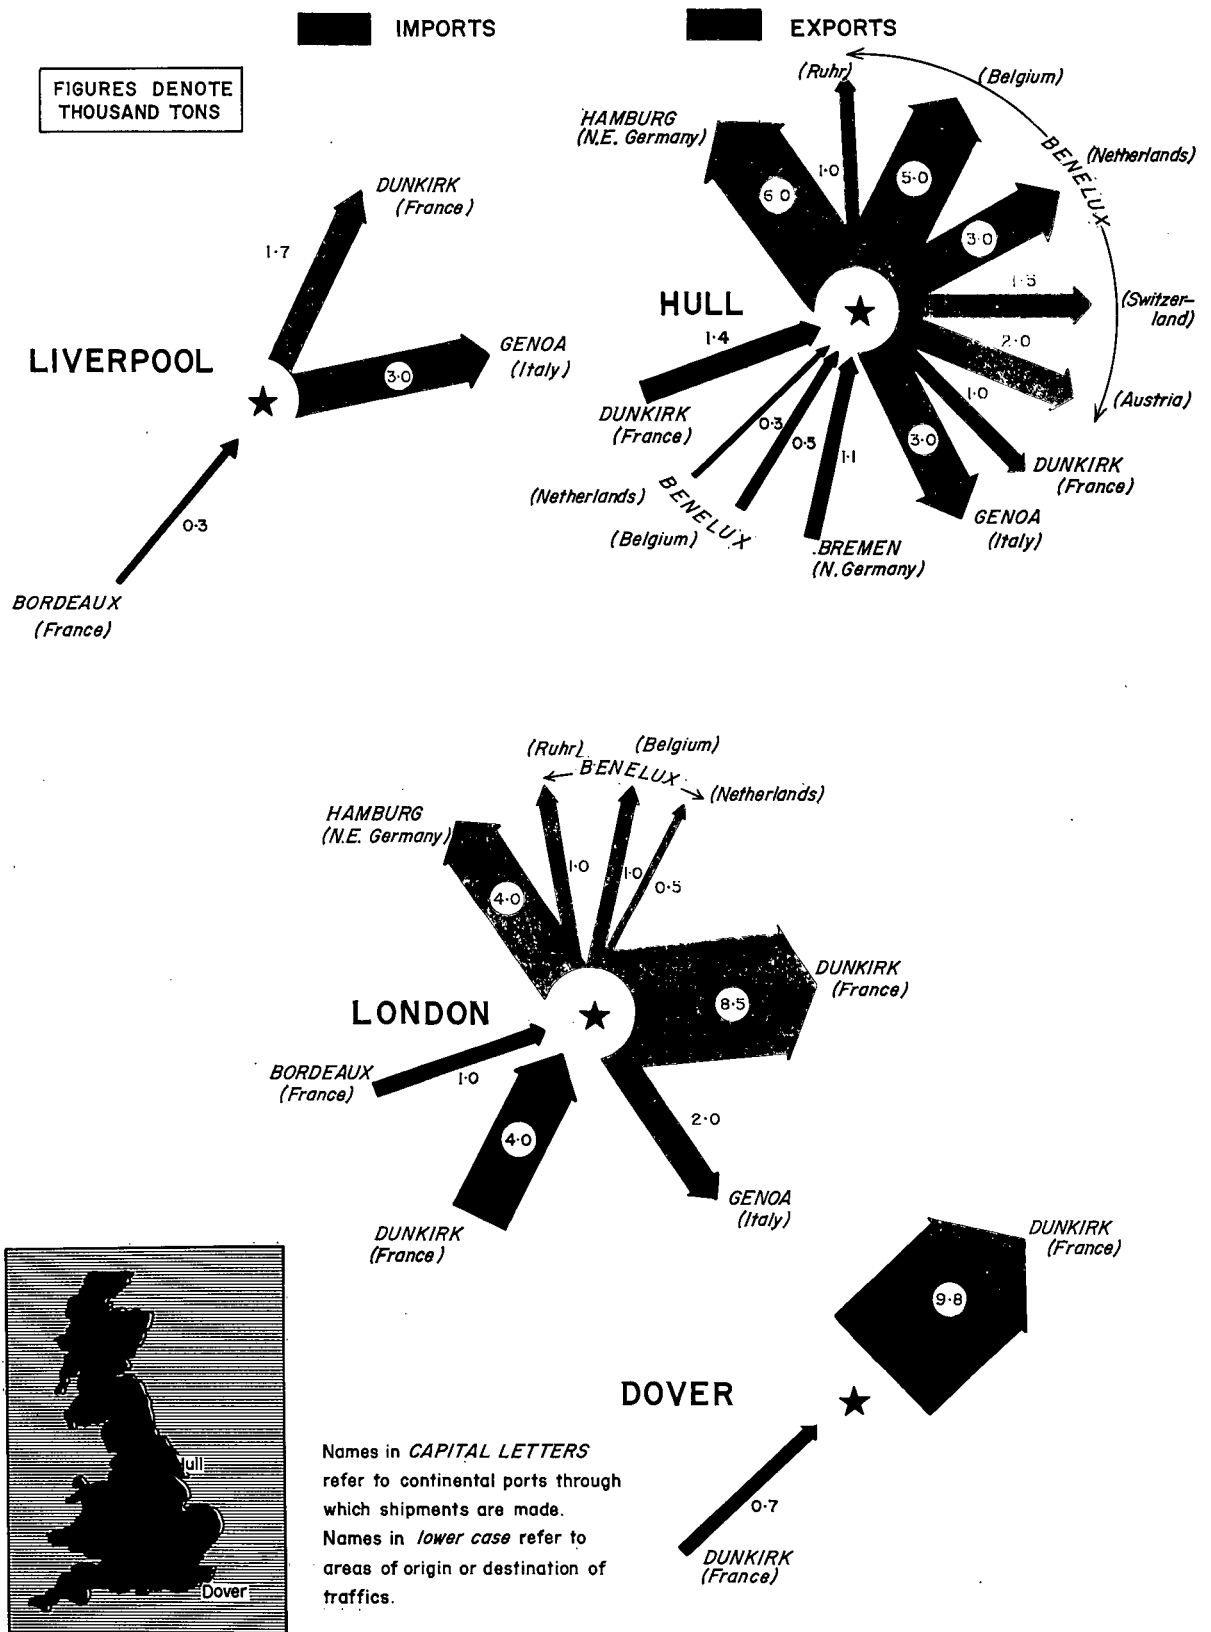 IMPORTS
EXPORTS
FIGURES DENOTE
THOUSAND TONS
LIVERPOOL
DUNKIRK
(France)
1·7
GENOA
(Italy)
3·0
0·3
BORDEAUX
(France)
HULL
HAMBURG
(N.E. Germany)
6·0
(Ruhr)
1·0
(Belgium)
5·0
BENELUX
(Netherlands)
3·0
1·5
(Switzer-
land)
2·0
(Austria)
1·0
DUNKIRK
(France)
3·0
GENOA
(Italy)
1·4
DUNKIRK
(France)
0·3
0·5
(Netherlands)
BENELUX
(Belgium)
1·1
BREMEN
(N. Germany)
LONDON
HAMBURG
(N.E. Germany)
4·0
(Ruhr)
(Belgium)
BENELUX
(Netherlands)
1·0
1·0
0·5
DUNKIRK
(France)
8·5
2·0
GENOA
(Italy)
BORDEAUX
(France)
1·0
4·0
DUNKIRK
(France)
DOVER
DUNKIRK
(France)
9·8
0·7
DUNKIRK
(France)
ull
Dover
Names in CAPITAL LETTERS
refer to continental ports through
which shipments are made.
Names in lower case refer to
areas of origin or destination of
traffics.